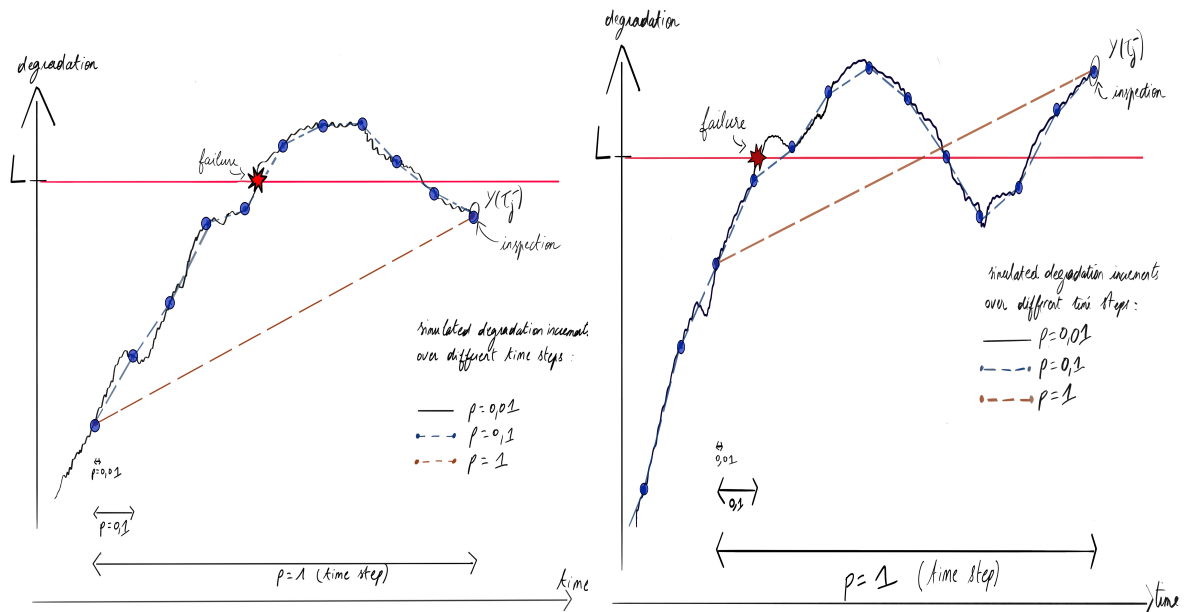 degradation
L
failure
Y(Tj)
inspection
simulated degradation increments
over different time steps :
p=0,01
p=0,1
p=1
p=0,01
p=0,1
p=1 (time step)
time
degradation
L
failure
Y(Tj)
inspection
simulated degradation increments
over different time steps :
p=0,01
p=0,1
p=1
0,01
0,1
p=1 (time step)
time